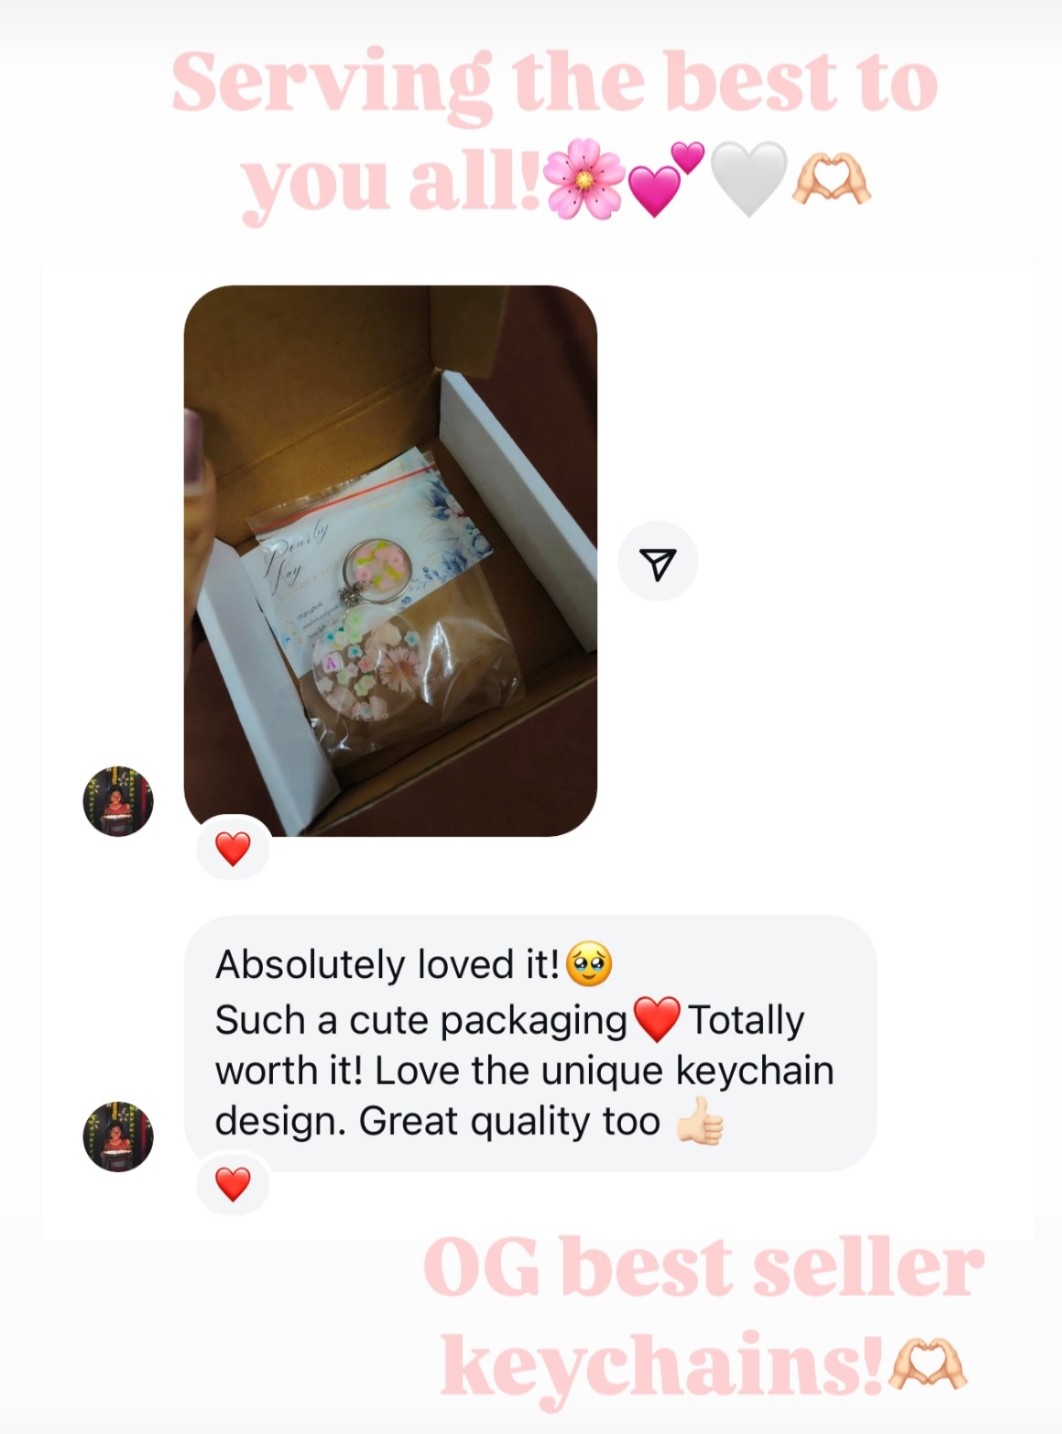 Serving the best to
you all!🌸💕🤍🫶🏻
Absolutely loved it!🥹
Such a cute packaging❤️Totally
worth it! Love the unique keychain
design. Great quality too 👍🏻
OG best seller
keychains!🫶🏻